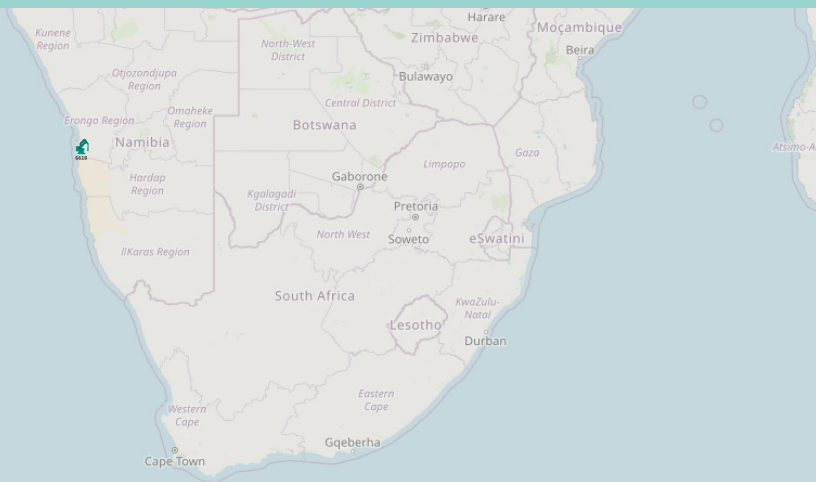 Harare
Kunene
Region
Moçambique
Zimbabwe
North-West
District
Beira
Otjozondjupa
Region
Bulawayo
Central District
Omaheke
Region
Erongo Region
Botswana
Namibia
Atsimo-A
Gaza
Limpopo
6618
Gaborone
Hardap
Region
Kgalagadi
District
Pretoria
North West
Soweto
eSwatini
ǁKaras Region
South Africa
KwaZulu-
Natal
Lesotho
Durban
Eastern
Cape
Western
Cape
Gqeberha
Cape Town